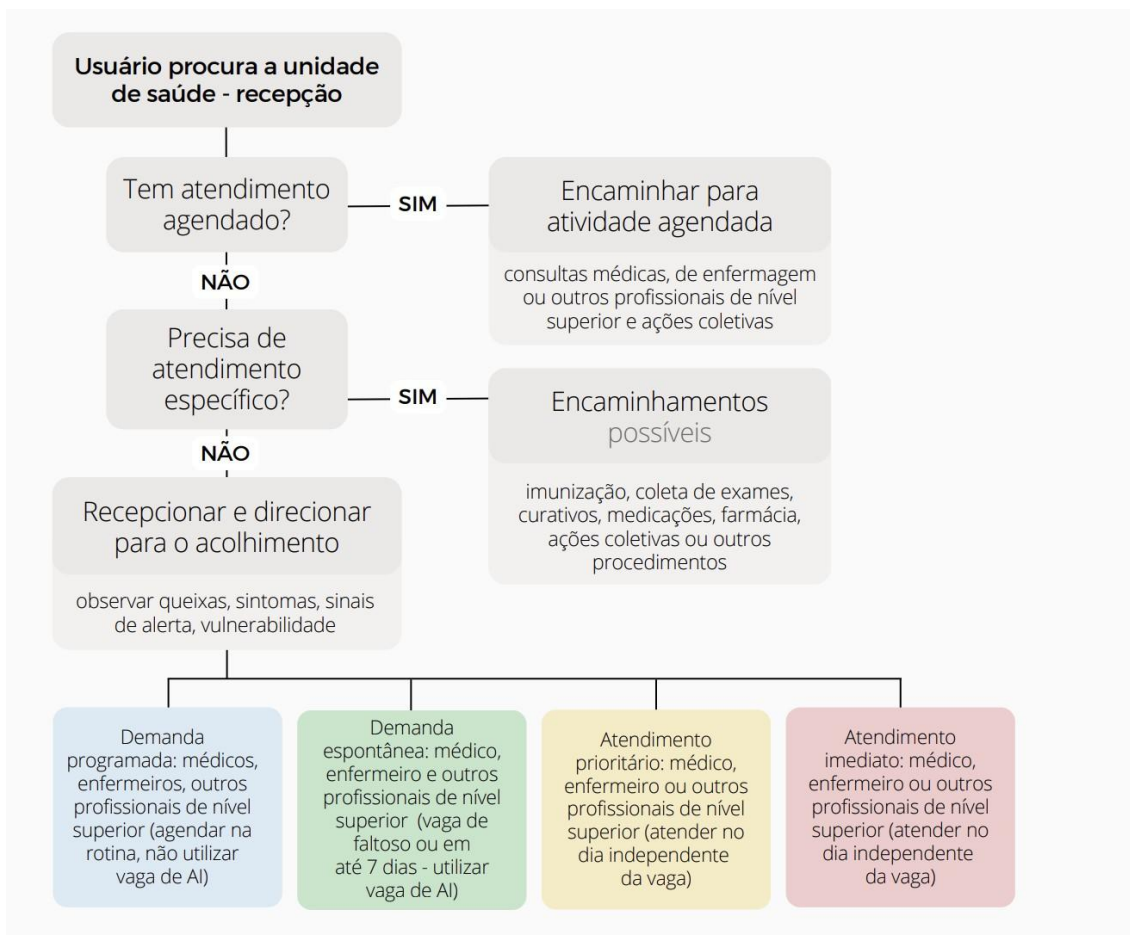 Usuário procura a unidade
de saúde - recepção
Tem atendimento
agendado?
SIM
Encaminhar para
atividade agendada
consultas médicas, de enfermagem
ou outros profissionais de nível
superior e ações coletivas
NÃO
Precisa de
atendimento
específico?
SIM
Encaminhamentos
possíveis
imunização, coleta de exames,
curativos, medicações, farmácia,
ações coletivas ou outros
procedimentos
NÃO
Recepcionar e direcionar
para o acolhimento
observar queixas, sintomas, sinais
de alerta, vulnerabilidade
Demanda
programada: médicos,
enfermeiros, outros
profissionais de nível
superior (agendar na
rotina, não utilizar
vaga de AI)
Demanda
espontânea: médico,
enfermeiro e outros
profissionais de nível
superior (vaga de
faltoso ou em
até 7 dias - utilizar
vaga de AI)
Atendimento
prioritário: médico,
enfermeiro ou outros
profissionais de nível
superior (atender no
dia independente
da vaga)
Atendimento
imediato: médico,
enfermeiro ou outros
profissionais de nível
superior (atender no
dia independente
da vaga)